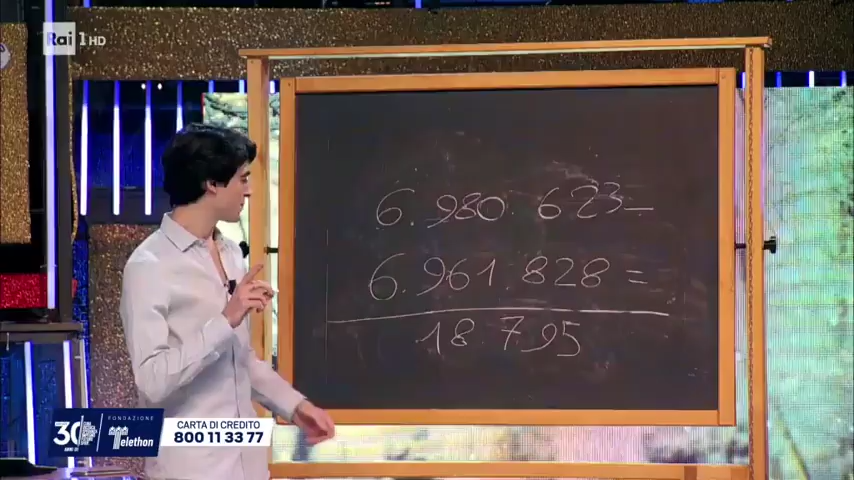 Rai 1 HD
6.980.623-
6.961.828=
18.795
30
FONDAZIONE
Telethon
CARTA DI CREDITO
800 11 33 77